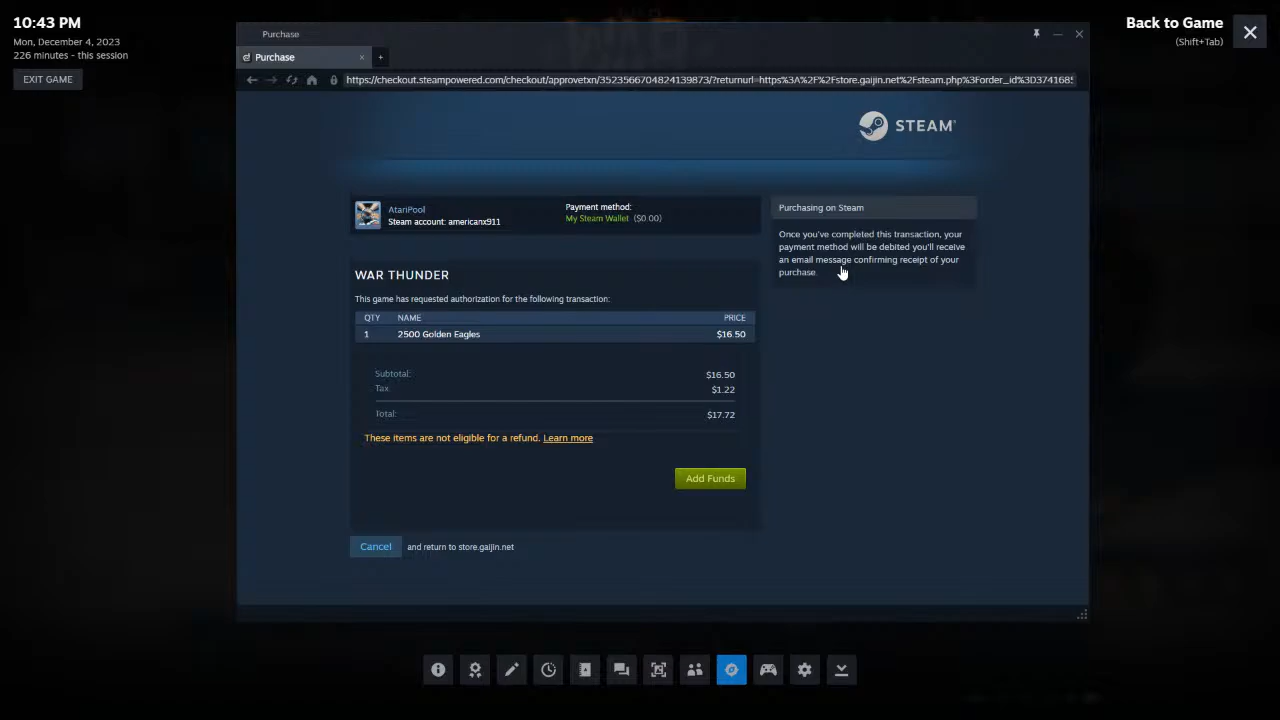 10:43 PM
Mon, December 4, 2023
226 minutes - this session
EXIT GAME
Back to Game
(Shift+Tab)
Purchase
Purchase
https://checkout.steampowered.com/checkout/approvetxn/3523566704824139873/?returnurl=https%3A%2F%2Fstore.gaijin.net%2Fsteam.php%3Forder_id%3D374168
STEAM
AtariPool
Steam account: americanx911
Payment method:
My Steam Wallet ($0.00)
Purchasing on Steam
Once you've completed this transaction, your
payment method will be debited you'll receive
an email message confirming receipt of your
purchase.
WAR THUNDER
This game has requested authorization for the following transaction:
QTY NAME PRICE
1 2500 Golden Eagles $16.50
Subtotal: $16.50
Tax: $1.22
Total: $17.72
These items are not eligible for a refund. Learn more
Add Funds
Cancel and return to store.gaijin.net